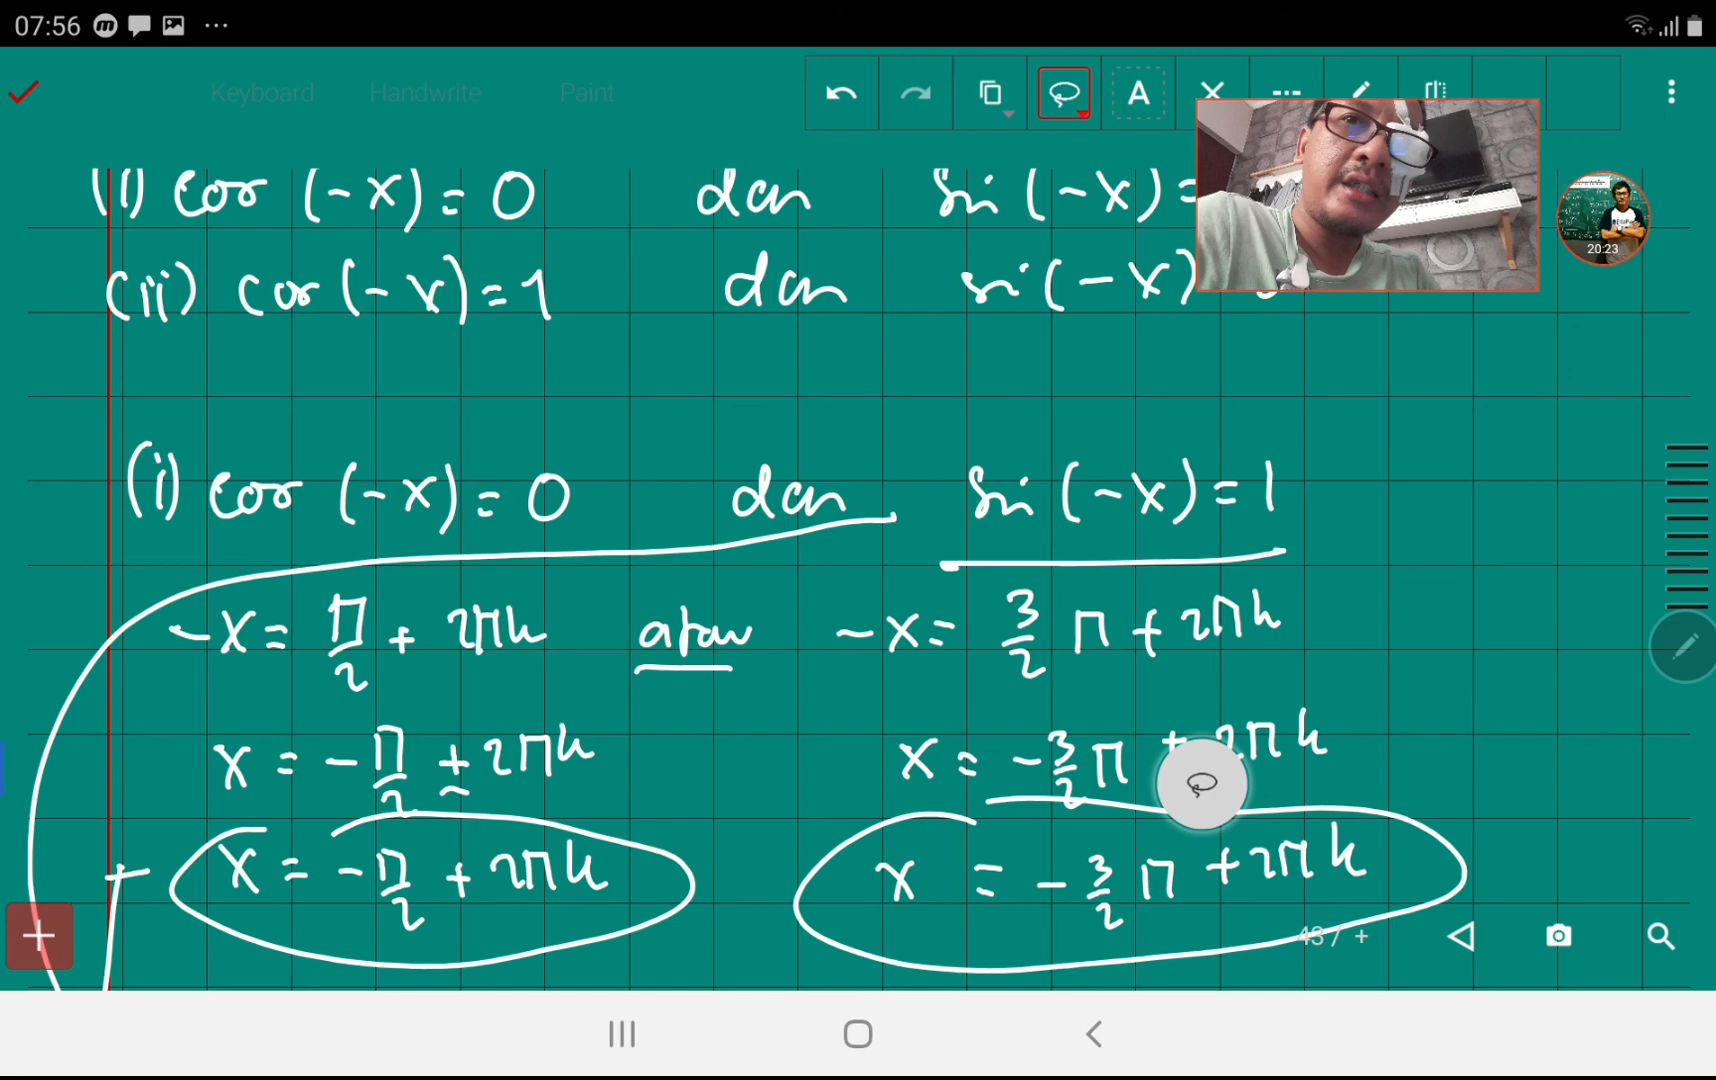 07:56
Keyboard Handwrite Paint
A
(i) cos (-x) = 0 dan sin (-x) =
20:23
(ii) cos (-x) = 1 dan sin (-x)
(i) cos (-x) = 0 dan sin (-x) = 1
-x = π/2 + 2πk atau -x = 3/2 π + 2πk
x = -π/2 ± 2πk x = -3/2 π + 2πk
x = -π/2 + 2πk x = -3/2 π + 2πk
43 / +